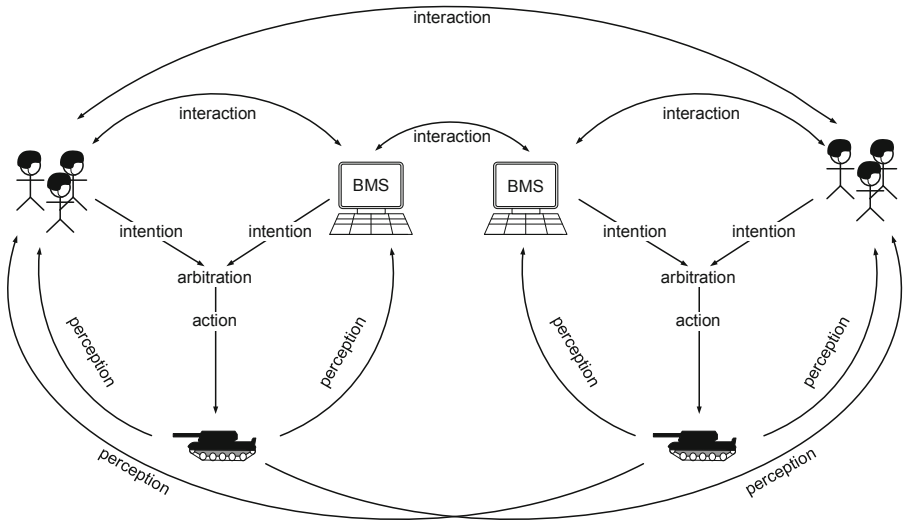 interaction
interaction
interaction
interaction
BMS
BMS
intention
intention
intention
intention
arbitration
arbitration
action
action
perception
perception
perception
perception
perception
perception